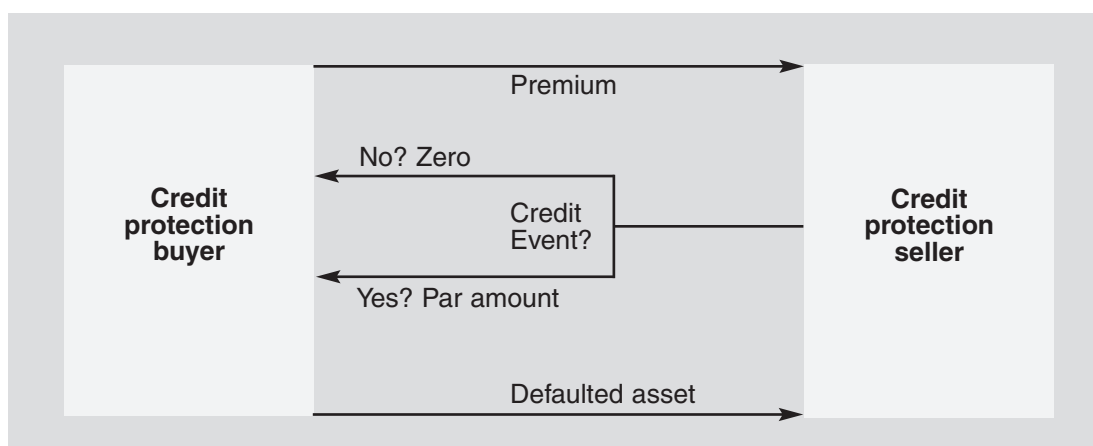 Premium
No? Zero
Credit
protection
buyer
Credit
Event?
Credit
protection
seller
Yes? Par amount
Defaulted asset